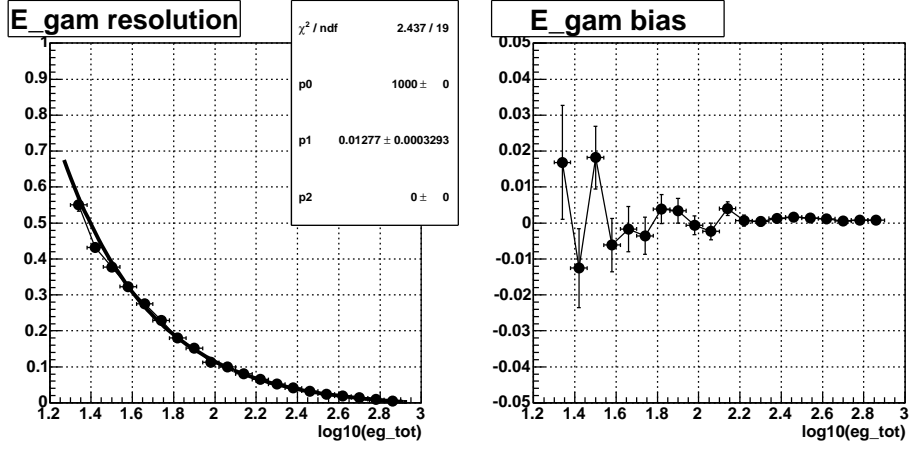 E_gam resolution
χ² / ndf 2.437 / 19
p0 1000 ± 0
p1 0.01277 ± 0.0003293
p2 0 ± 0
1
0.9
0.8
0.7
0.6
0.5
0.4
0.3
0.2
0.1
0
1.2 1.4 1.6 1.8 2 2.2 2.4 2.6 2.8 3
log10(eg_tot)
E_gam bias
0.05
0.04
0.03
0.02
0.01
0
-0.01
-0.02
-0.03
-0.04
-0.05
1.2 1.4 1.6 1.8 2 2.2 2.4 2.6 2.8 3
log10(eg_tot)